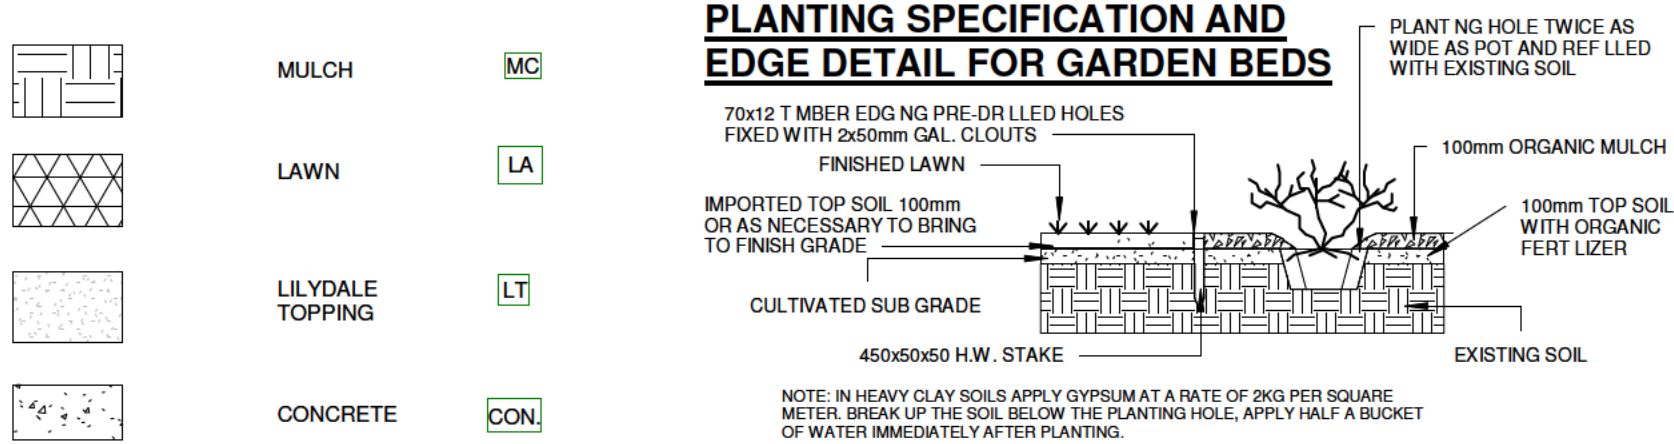 MULCH
MC
LAWN
LA
LILYDALE
TOPPING
LT
CONCRETE
CON.
PLANTING SPECIFICATION AND
EDGE DETAIL FOR GARDEN BEDS
70x12 T MBER EDG NG PRE-DR LLED HOLES
FIXED WITH 2x50mm GAL. CLOUTS
FINISHED LAWN
IMPORTED TOP SOIL 100mm
OR AS NECESSARY TO BRING
TO FINISH GRADE
CULTIVATED SUB GRADE
450x50x50 H.W. STAKE
PLANT NG HOLE TWICE AS
WIDE AS POT AND REF LLED
WITH EXISTING SOIL
100mm ORGANIC MULCH
100mm TOP SOIL
WITH ORGANIC
FERT LIZER
EXISTING SOIL
NOTE: IN HEAVY CLAY SOILS APPLY GYPSUM AT A RATE OF 2KG PER SQUARE
METER. BREAK UP THE SOIL BELOW THE PLANTING HOLE, APPLY HALF A BUCKET
OF WATER IMMEDIATELY AFTER PLANTING.